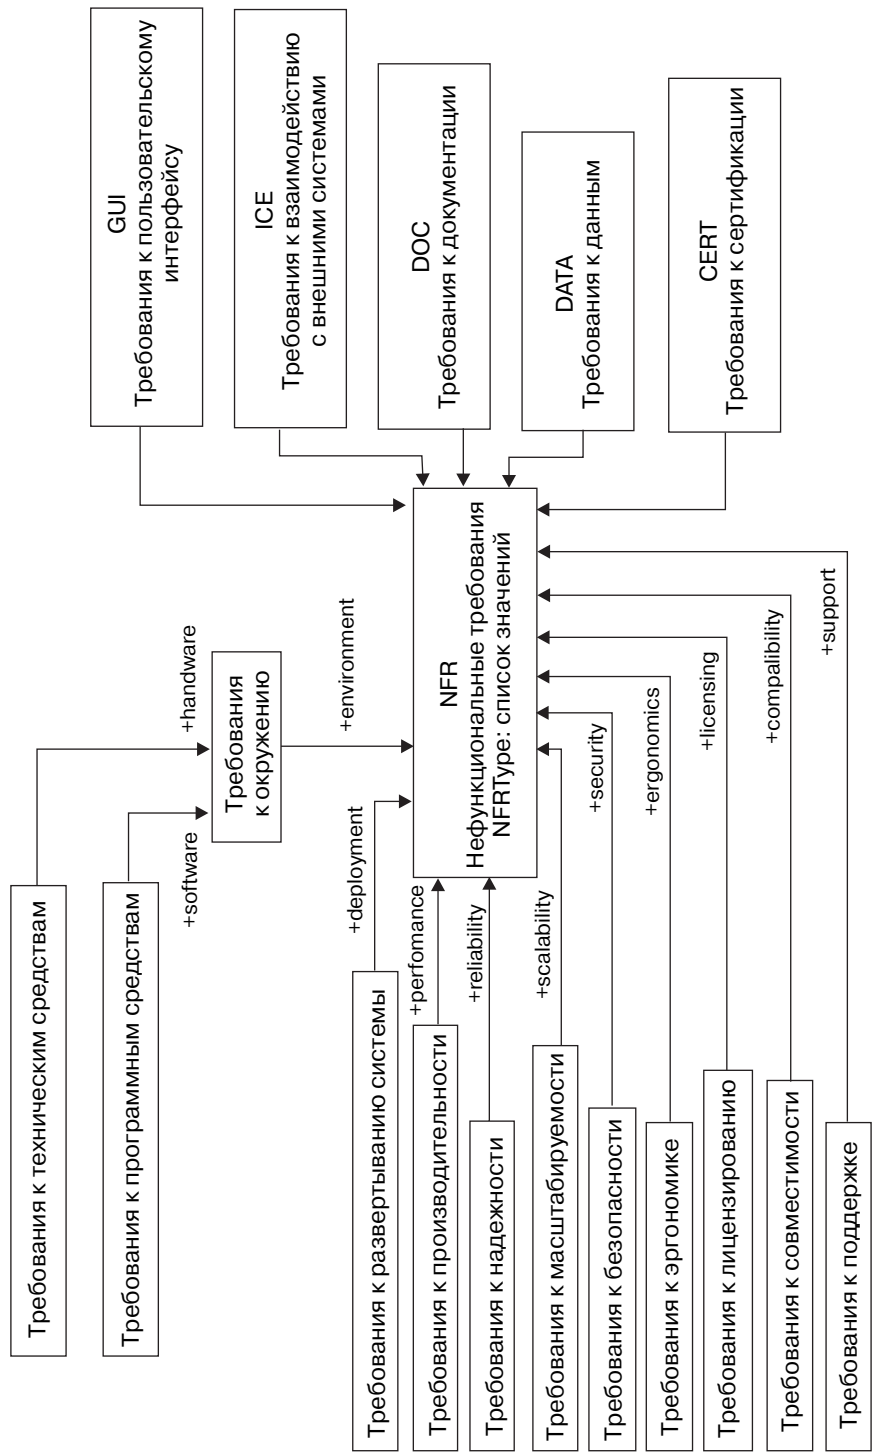 Требования к техническим средствам
Требования к программным средствам
+software
+hardware
Требования
к окружению
+environment
GUI
Требования к пользовательскому
интерфейсу
ICE
Требования к взаимодействию
с внешними системами
DOC
Требования к документации
DATA
Требования к данным
CERT
Требования к сертификации
NFR
Нефункциональные требования
NFRType: список значений
Требования к развертыванию системы
+deployment
Требования к производительности
+perfomance
Требования к надежности
+reliability
Требования к масштабируемости
+scalability
Требования к безопасности
+security
Требования к эргономике
+ergonomics
Требования к лицензированию
+licensing
Требования к совместимости
+compalibility
Требования к поддержке
+support